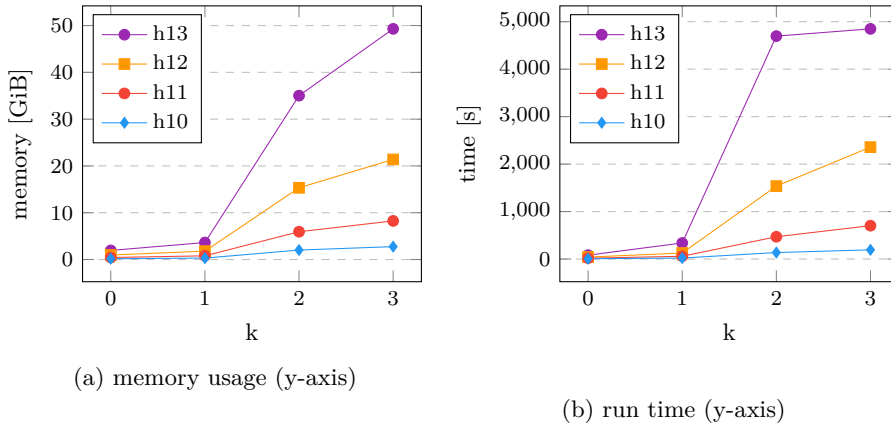 h13
h12
h11
h10
50
40
30
20
10
0
memory [GiB]
0 1 2 3
k
(a) memory usage (y-axis)
h13
h12
h11
h10
5,000
4,000
3,000
2,000
1,000
0
time [s]
0 1 2 3
k
(b) run time (y-axis)